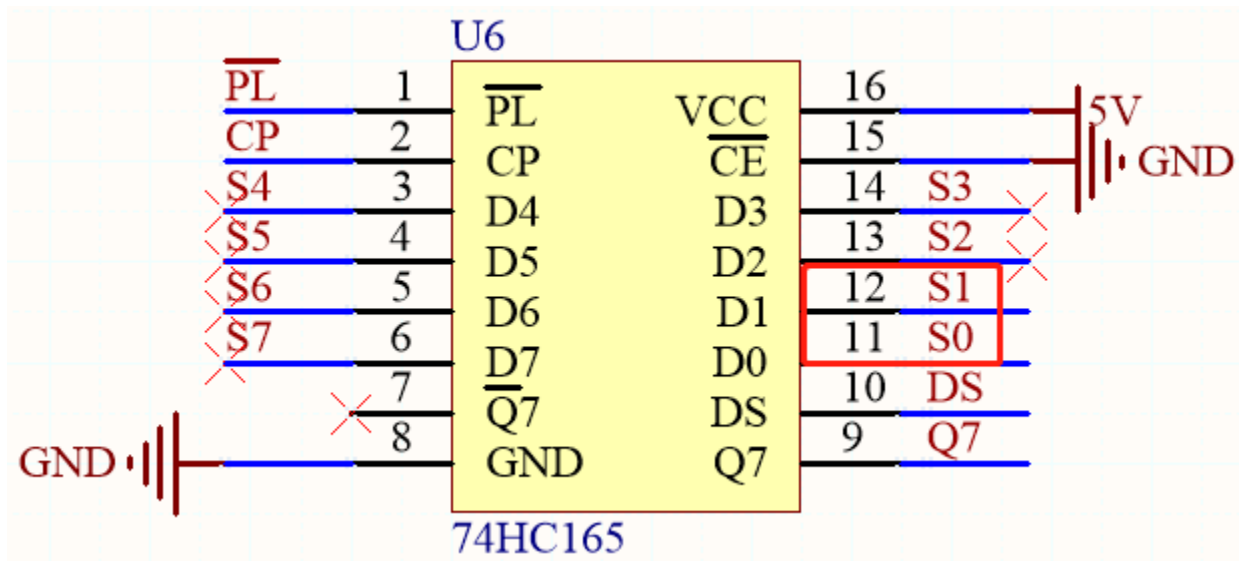 U6
PL 1 PL VCC 16 5V
CP 2 CP CE 15 GND
S4 3 D4 D3 14 S3
S5 4 D5 D2 13 S2
S6 5 D6 D1 12 S1
S7 6 D7 D0 11 S0
7 Q7 DS 10 DS
GND 8 GND Q7 9 Q7
74HC165